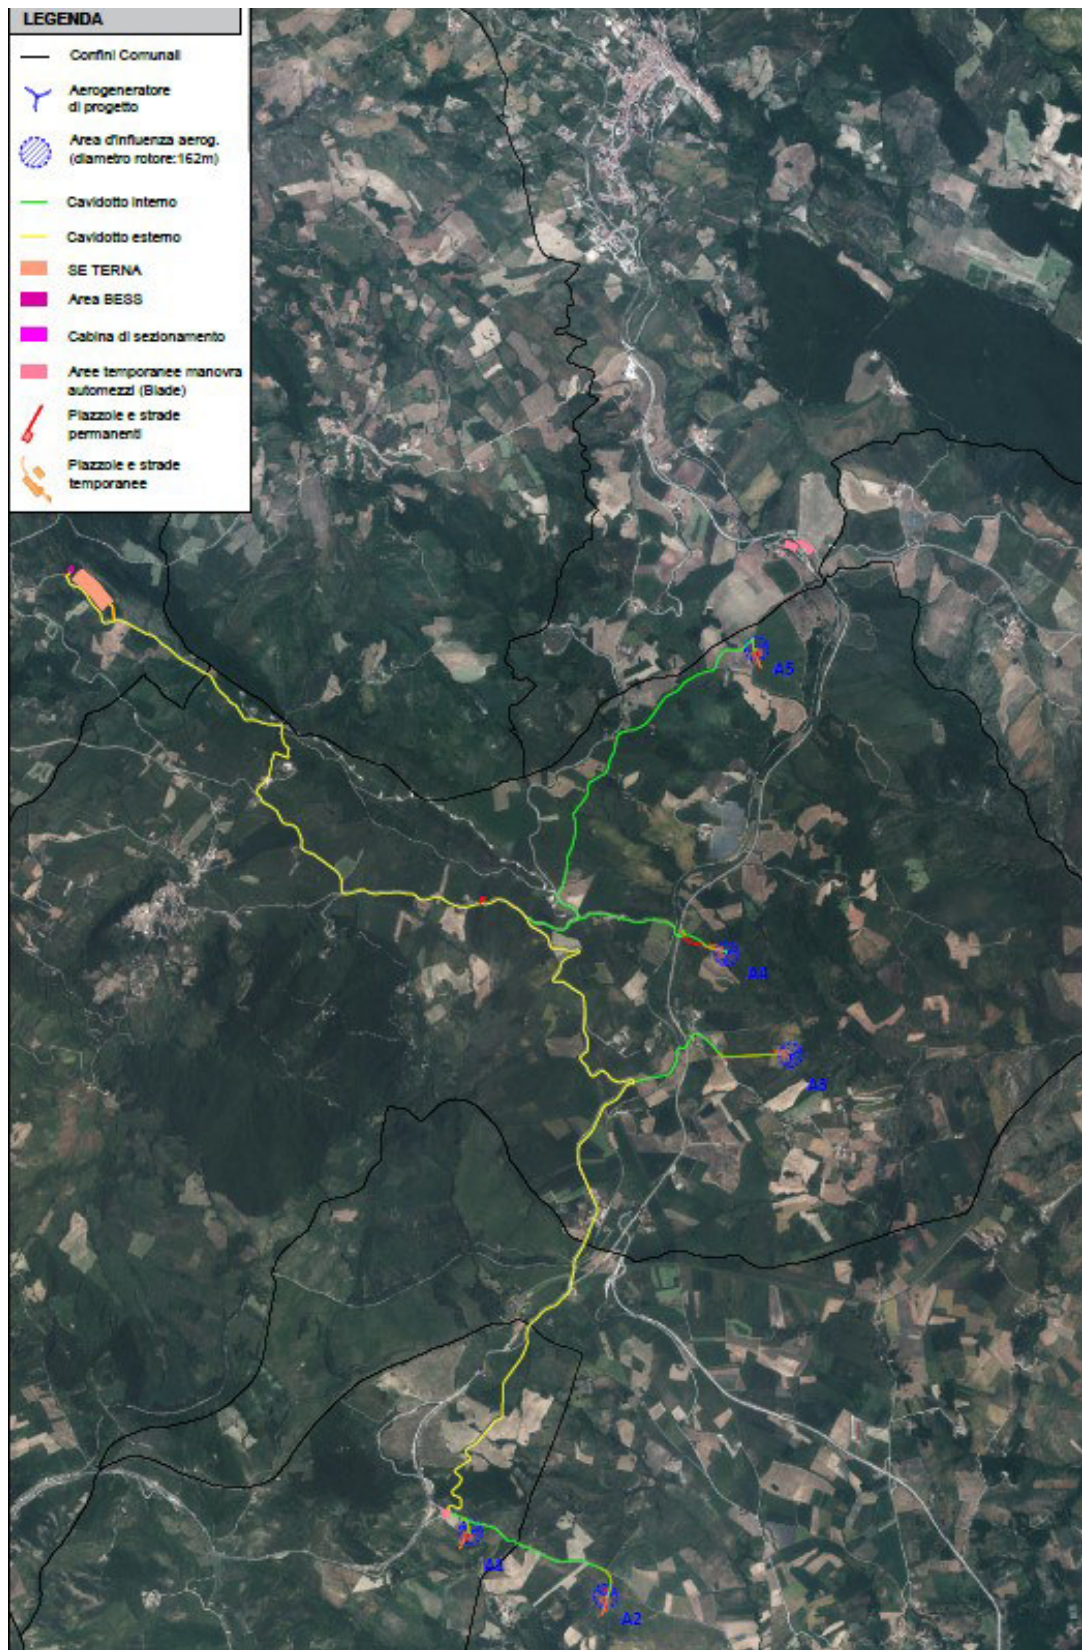 LEGENDA
Confini Comunali
Aerogeneratore
di progetto
Area d'influenza aerog.
(diametro rotore:162m)
Cavidotto interno
Cavidotto esterno
SE TERNA
Area BESS
Cabina di sezionamento
Aree temporanee manovra
automezzi (Blade)
Piazzole e strade
permanenti
Piazzole e strade
temporanee
A5
A4
A3
A1
A2